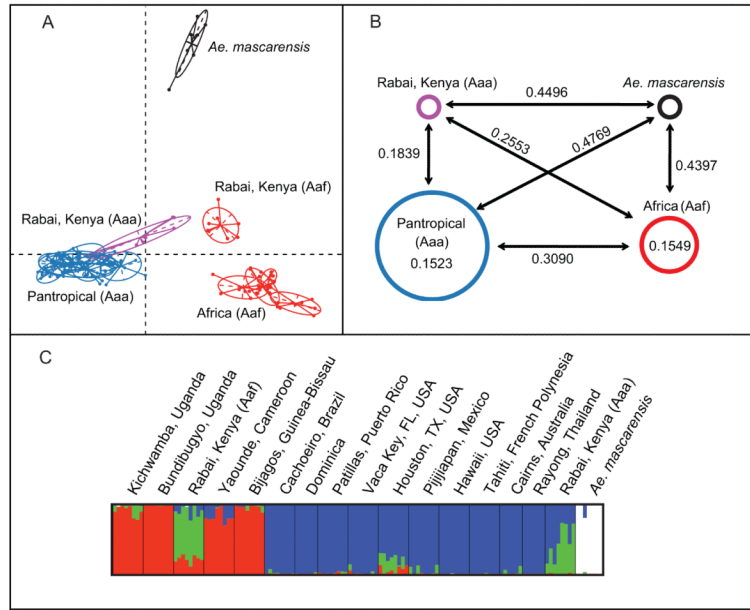 A
Ae. mascarensis
Rabai, Kenya (Aaf)
Rabai, Kenya (Aaa)
Pantropical (Aaa)
Africa (Aaf)
B
Rabai, Kenya (Aaa)
Ae. mascarensis
0.4496
0.2553
0.4769
0.1839
0.4397
Africa (Aaf)
Pantropical
(Aaa)
0.1523
0.1549
0.3090
C
Kichwamba, Uganda
Bundibugyo, Uganda
Rabai, Kenya (Aaf)
Yaounde, Cameroon
Bijagos, Guinea-Bissau
Cachoeiro, Brazil
Dominica
Patillas, Puerto Rico
Vaca Key, FL, USA
Houston, TX, USA
Pijijiapan, Mexico
Hawaii, USA
Tahiti, French Polynesia
Cairns, Australia
Rayong, Thailand
Rabai, Kenya (Aaa)
Ae. mascarensis